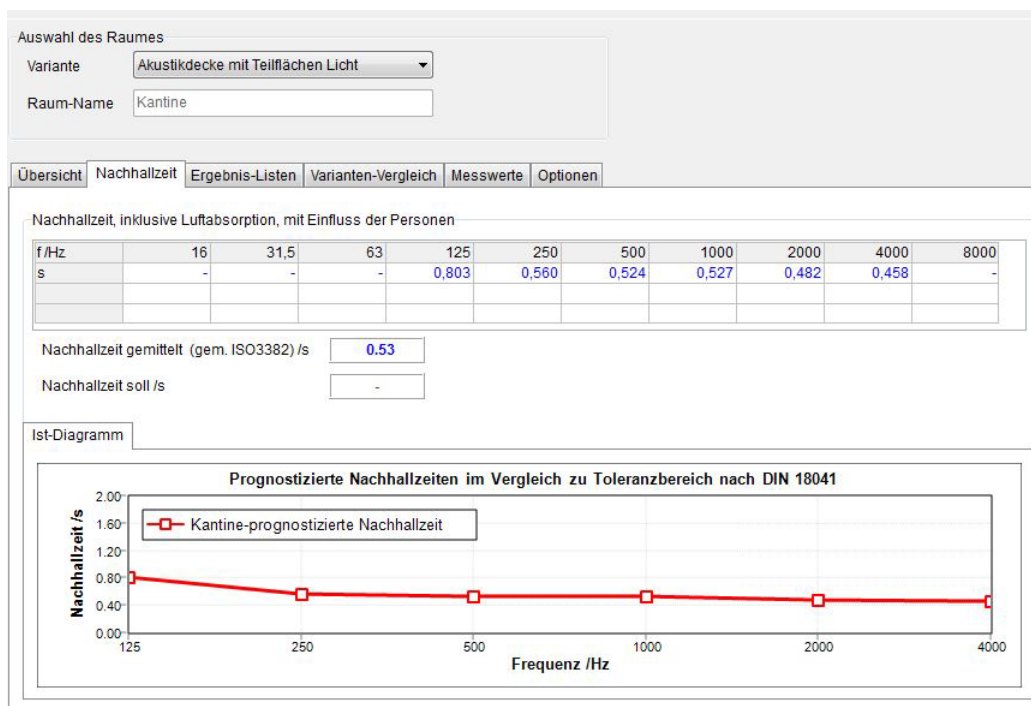 Auswahl des Raumes
Variante Akustikdecke mit Teilflächen Licht
Raum-Name Kantine
Übersicht Nachhallzeit Ergebnis-Listen Varianten-Vergleich Messwerte Optionen
Nachhallzeit, inklusive Luftabsorption, mit Einfluss der Personen
f/Hz 16 31,5 63 125 250 500 1000 2000 4000 8000
s - - - 0,803 0,560 0,524 0,527 0,482 0,458 -
Nachhallzeit gemittelt (gem. ISO3382) /s 0.53
Nachhallzeit soll /s -
Ist-Diagramm
Prognostizierte Nachhallzeiten im Vergleich zu Toleranzbereich nach DIN 18041
Nachhallzeit /s
2.00
1.60
1.20
0.80
0.40
0.00
Kantine-prognostizierte Nachhallzeit
125 250 500 1000 2000 4000
Frequenz /Hz